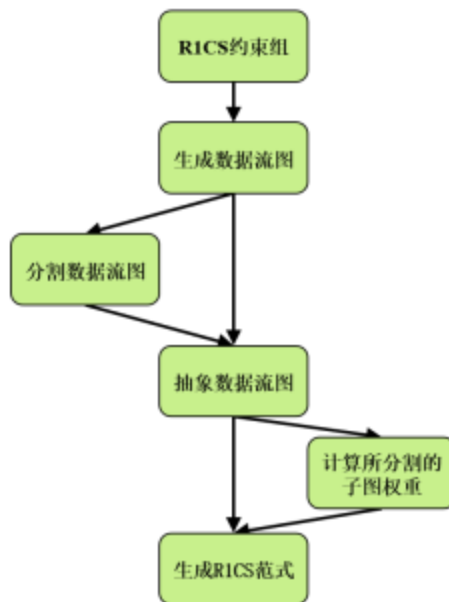 R1CS约束组
生成数据流图
分割数据流图
抽象数据流图
计算所分割的
子图权重
生成R1CS范式